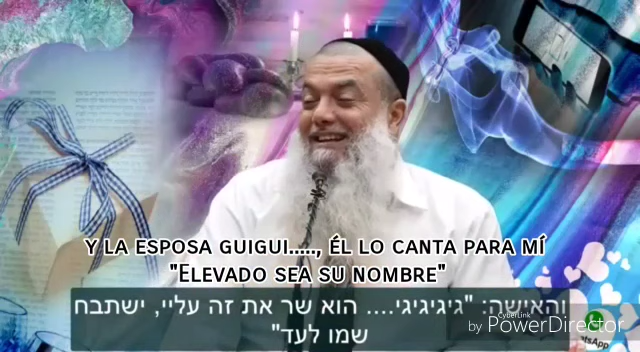 Y LA ESPOSA GUIGUI....., ÉL LO CANTA PARA MÍ
"ELEVADO SEA SU NOMBRE"
והאישה: "גיגיגיגי.... הוא שר את זה עליי, ישתבח
שמו לעד"
by CyberLink PowerDirector